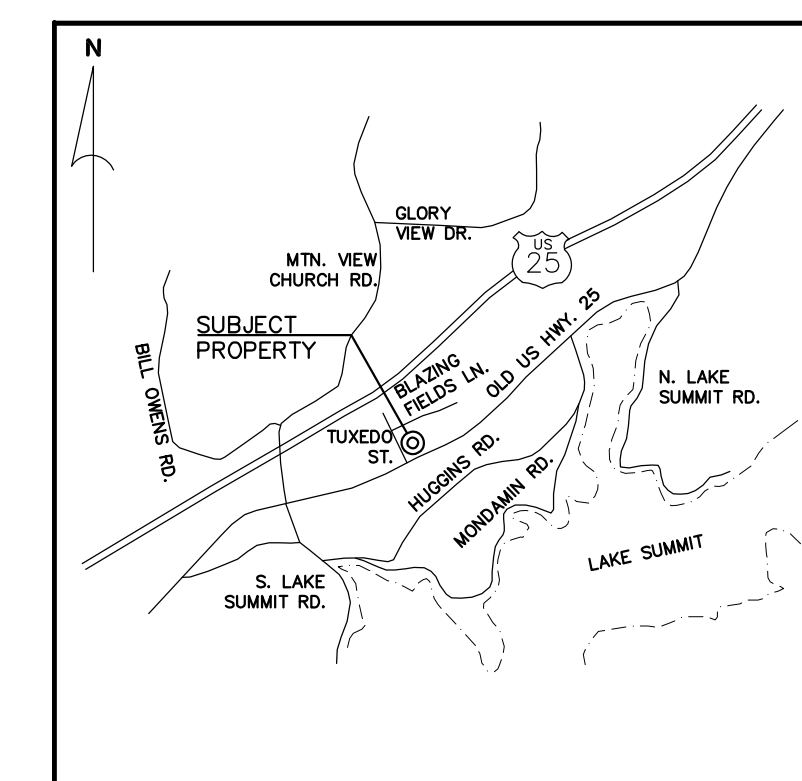 N
GLORY
VIEW DR.
US
25
MTN. VIEW
CHURCH RD.
SUBJECT
PROPERTY
BILL OWENS RD.
BLAZING
FIELDS LN.
OLD US HWY. 25
N. LAKE
SUMMIT RD.
TUXEDO
ST.
HUGGINS RD.
MONDAMIN RD.
LAKE SUMMIT
S. LAKE
SUMMIT RD.